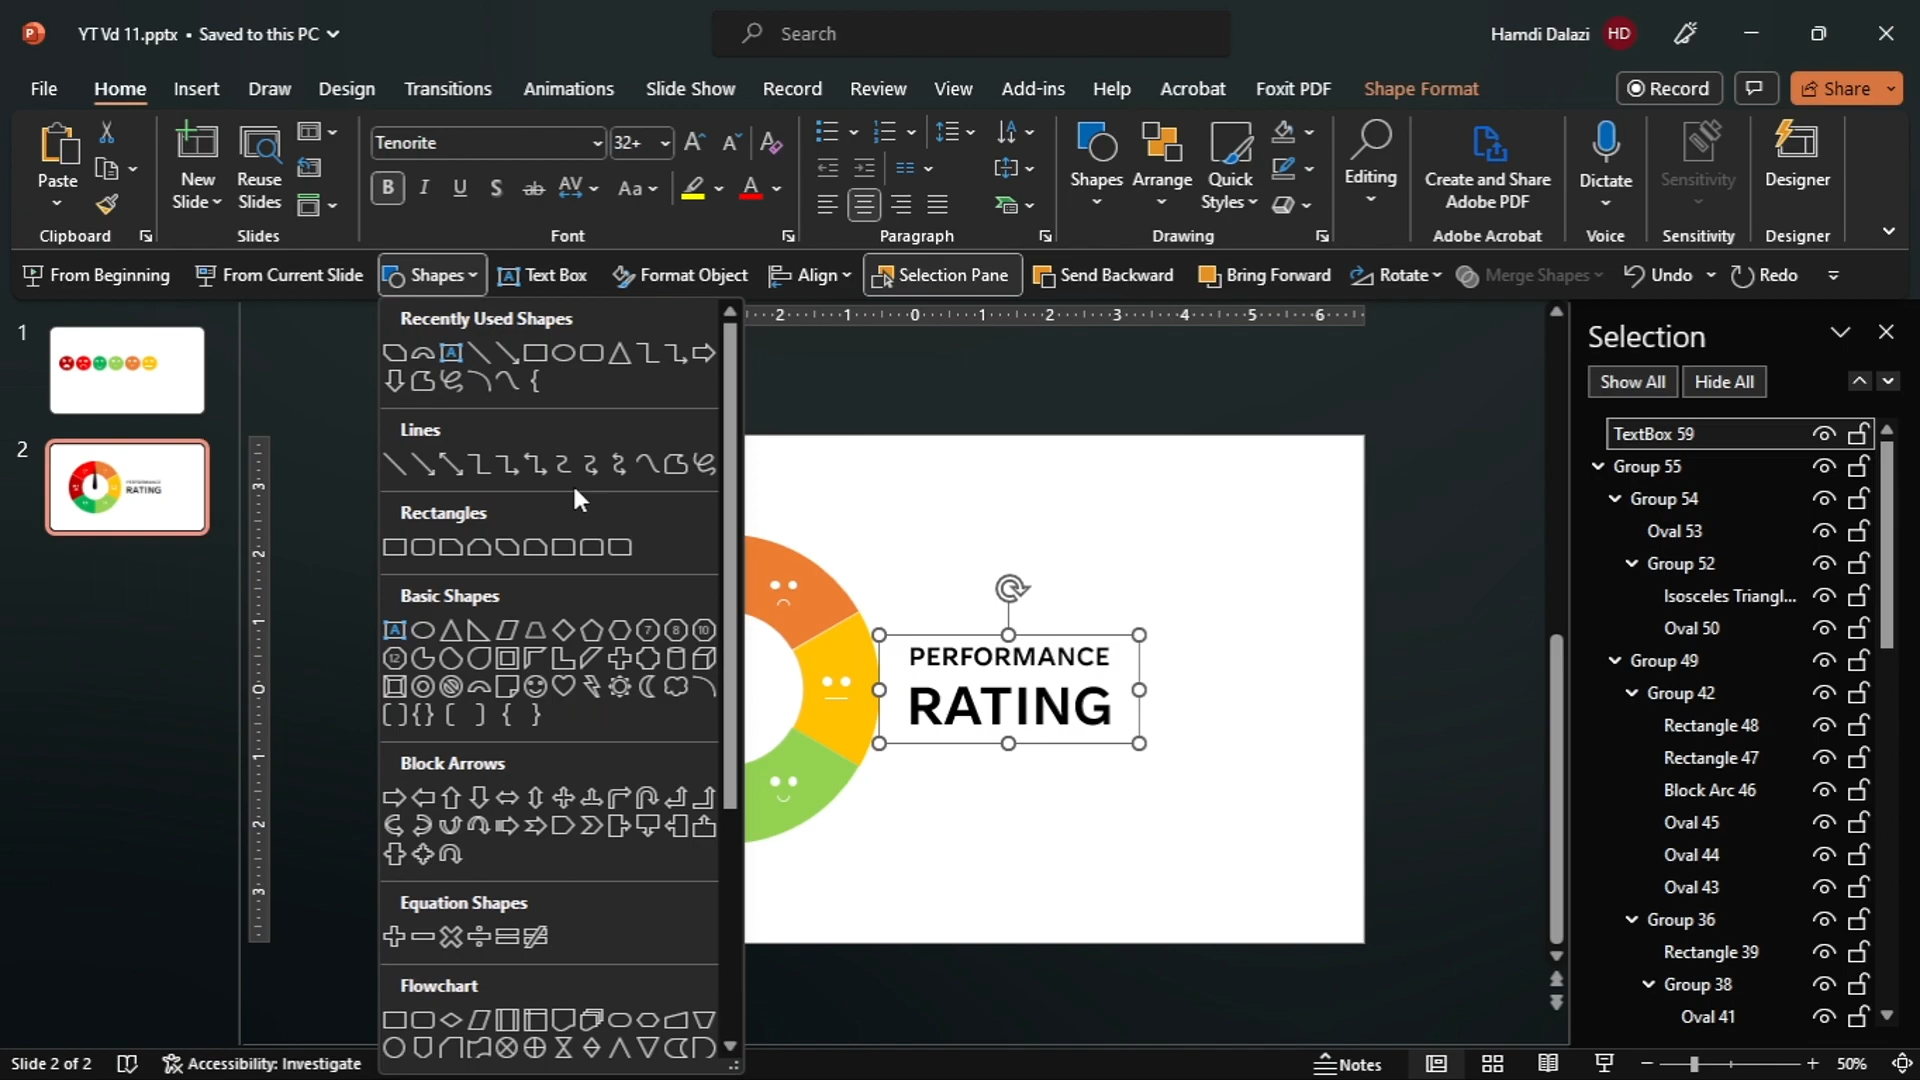 YT Vd 11.pptx • Saved to this PC
Search
Hamdi Dalazi
HD
File
Home
Insert
Draw
Design
Transitions
Animations
Slide Show
Record
Review
View
Add-ins
Help
Acrobat
Foxit PDF
Shape Format
Record
Share
Paste
Clipboard
New
Slide
Reuse
Slides
Slides
Tenorite
32+
Font
Paragraph
Shapes
Arrange
Quick
Styles
Drawing
Editing
Create and Share
Adobe PDF
Adobe Acrobat
Dictate
Voice
Sensitivity
Sensitivity
Designer
Designer
From Beginning
From Current Slide
Shapes
Text Box
Format Object
Align
Selection Pane
Send Backward
Bring Forward
Rotate
Merge Shapes
Undo
Redo
1
2
PERFORMANCE
RATING
Recently Used Shapes
Lines
Rectangles
Basic Shapes
Block Arrows
Equation Shapes
Flowchart
PERFORMANCE
RATING
Selection
Show All
Hide All
TextBox 59
Group 55
Group 54
Oval 53
Group 52
Isosceles Triangl...
Oval 50
Group 49
Group 42
Rectangle 48
Rectangle 47
Block Arc 46
Oval 45
Oval 44
Oval 43
Group 36
Rectangle 39
Group 38
Oval 41
Slide 2 of 2
Accessibility: Investigate
Notes
50%